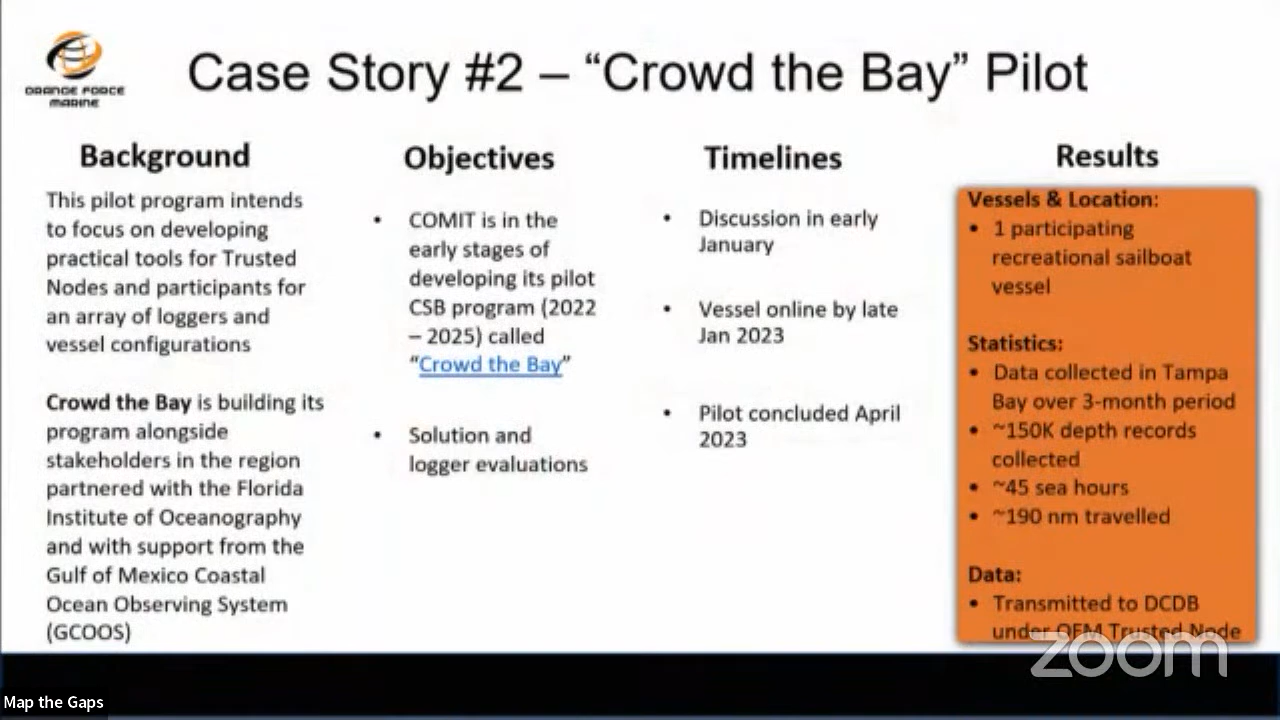 ORANGE FORCE
MARINE
Case Story #2 – “Crowd the Bay” Pilot
Background
This pilot program intends
to focus on developing
practical tools for Trusted
Nodes and participants for
an array of loggers and
vessel configurations
Crowd the Bay is building its
program alongside
stakeholders in the region
partnered with the Florida
Institute of Oceanography
and with support from the
Gulf of Mexico Coastal
Ocean Observing System
(GCOOS)
Objectives
• COMIT is in the
early stages of
developing its pilot
CSB program (2022
– 2025) called
“Crowd the Bay”
• Solution and
logger evaluations
Timelines
• Discussion in early
January
• Vessel online by late
Jan 2023
• Pilot concluded April
2023
Results
Vessels & Location:
• 1 participating
recreational sailboat
vessel
Statistics:
• Data collected in Tampa
Bay over 3-month period
• ~150K depth records
collected
• ~45 sea hours
• ~190 nm travelled
Data:
• Transmitted to DCDB
under OFM Trusted Node
zoom
Map the Gaps